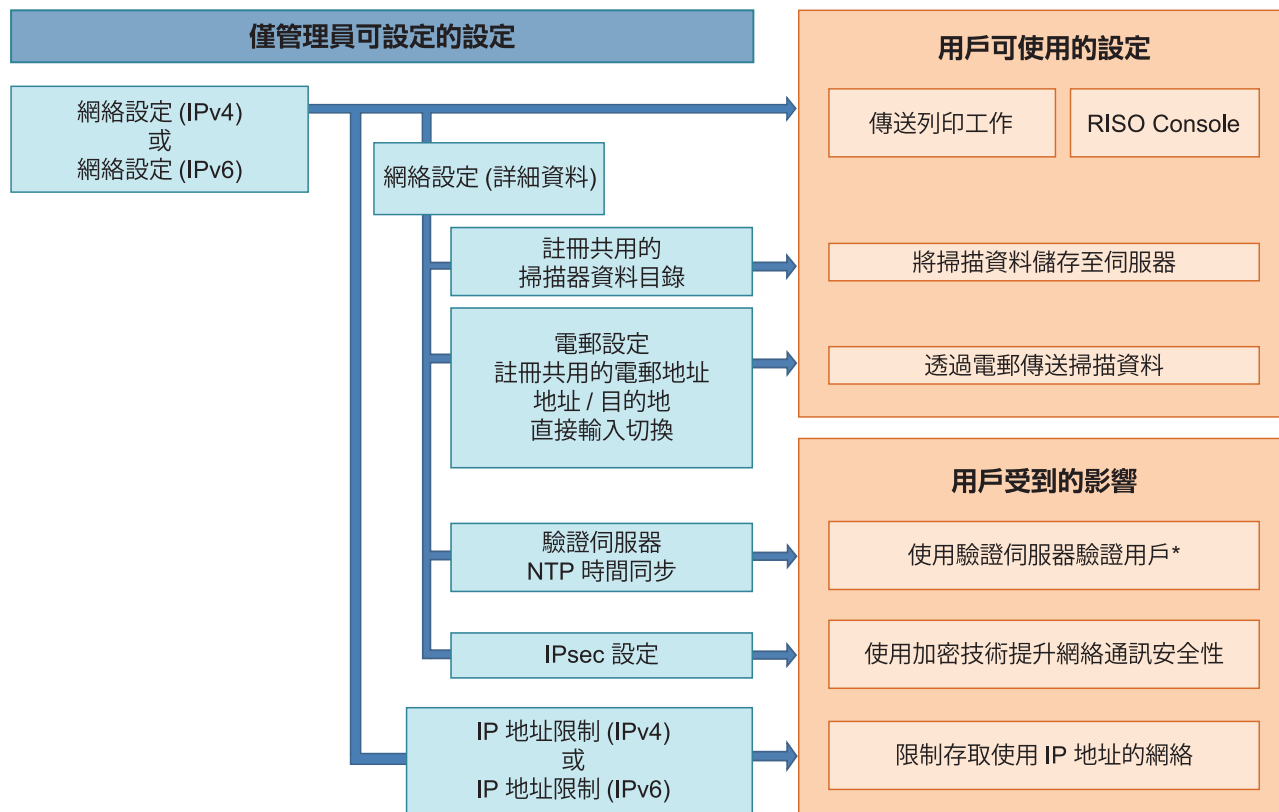 僅管理員可設定的設定
用戶可使用的設定
網絡設定 (IPv4)
或
網絡設定 (IPv6)
傳送列印工作
RISO Console
網絡設定 (詳細資料)
註冊共用的
掃描器資料目錄
將掃描資料儲存至伺服器
電郵設定
註冊共用的電郵地址
地址 / 目的地
直接輸入切換
透過電郵傳送掃描資料
用戶受到的影響
驗證伺服器
NTP 時間同步
使用驗證伺服器驗證用戶*
IPsec 設定
使用加密技術提升網絡通訊安全性
IP 地址限制 (IPv4)
或
IP 地址限制 (IPv6)
限制存取使用 IP 地址的網絡